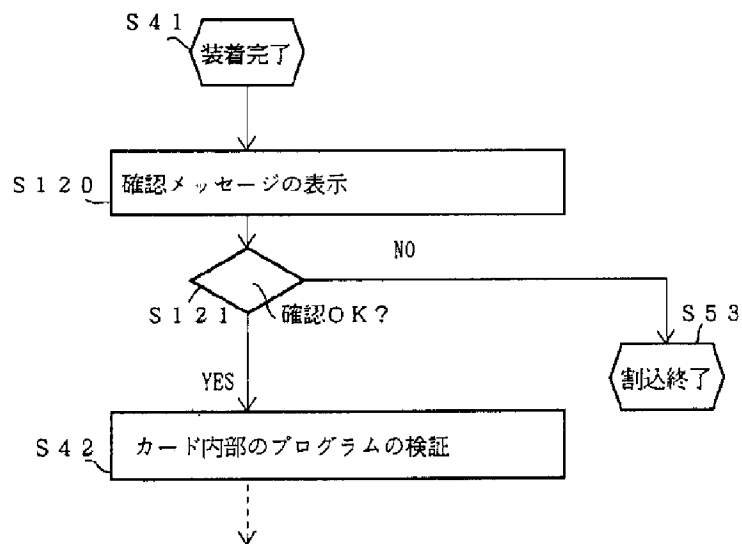 Ｓ４１
装着完了
Ｓ１２０
確認メッセージの表示
NO
Ｓ１２１
確認ＯＫ？
Ｓ５３
割込終了
YES
Ｓ４２
カード内部のプログラムの検証